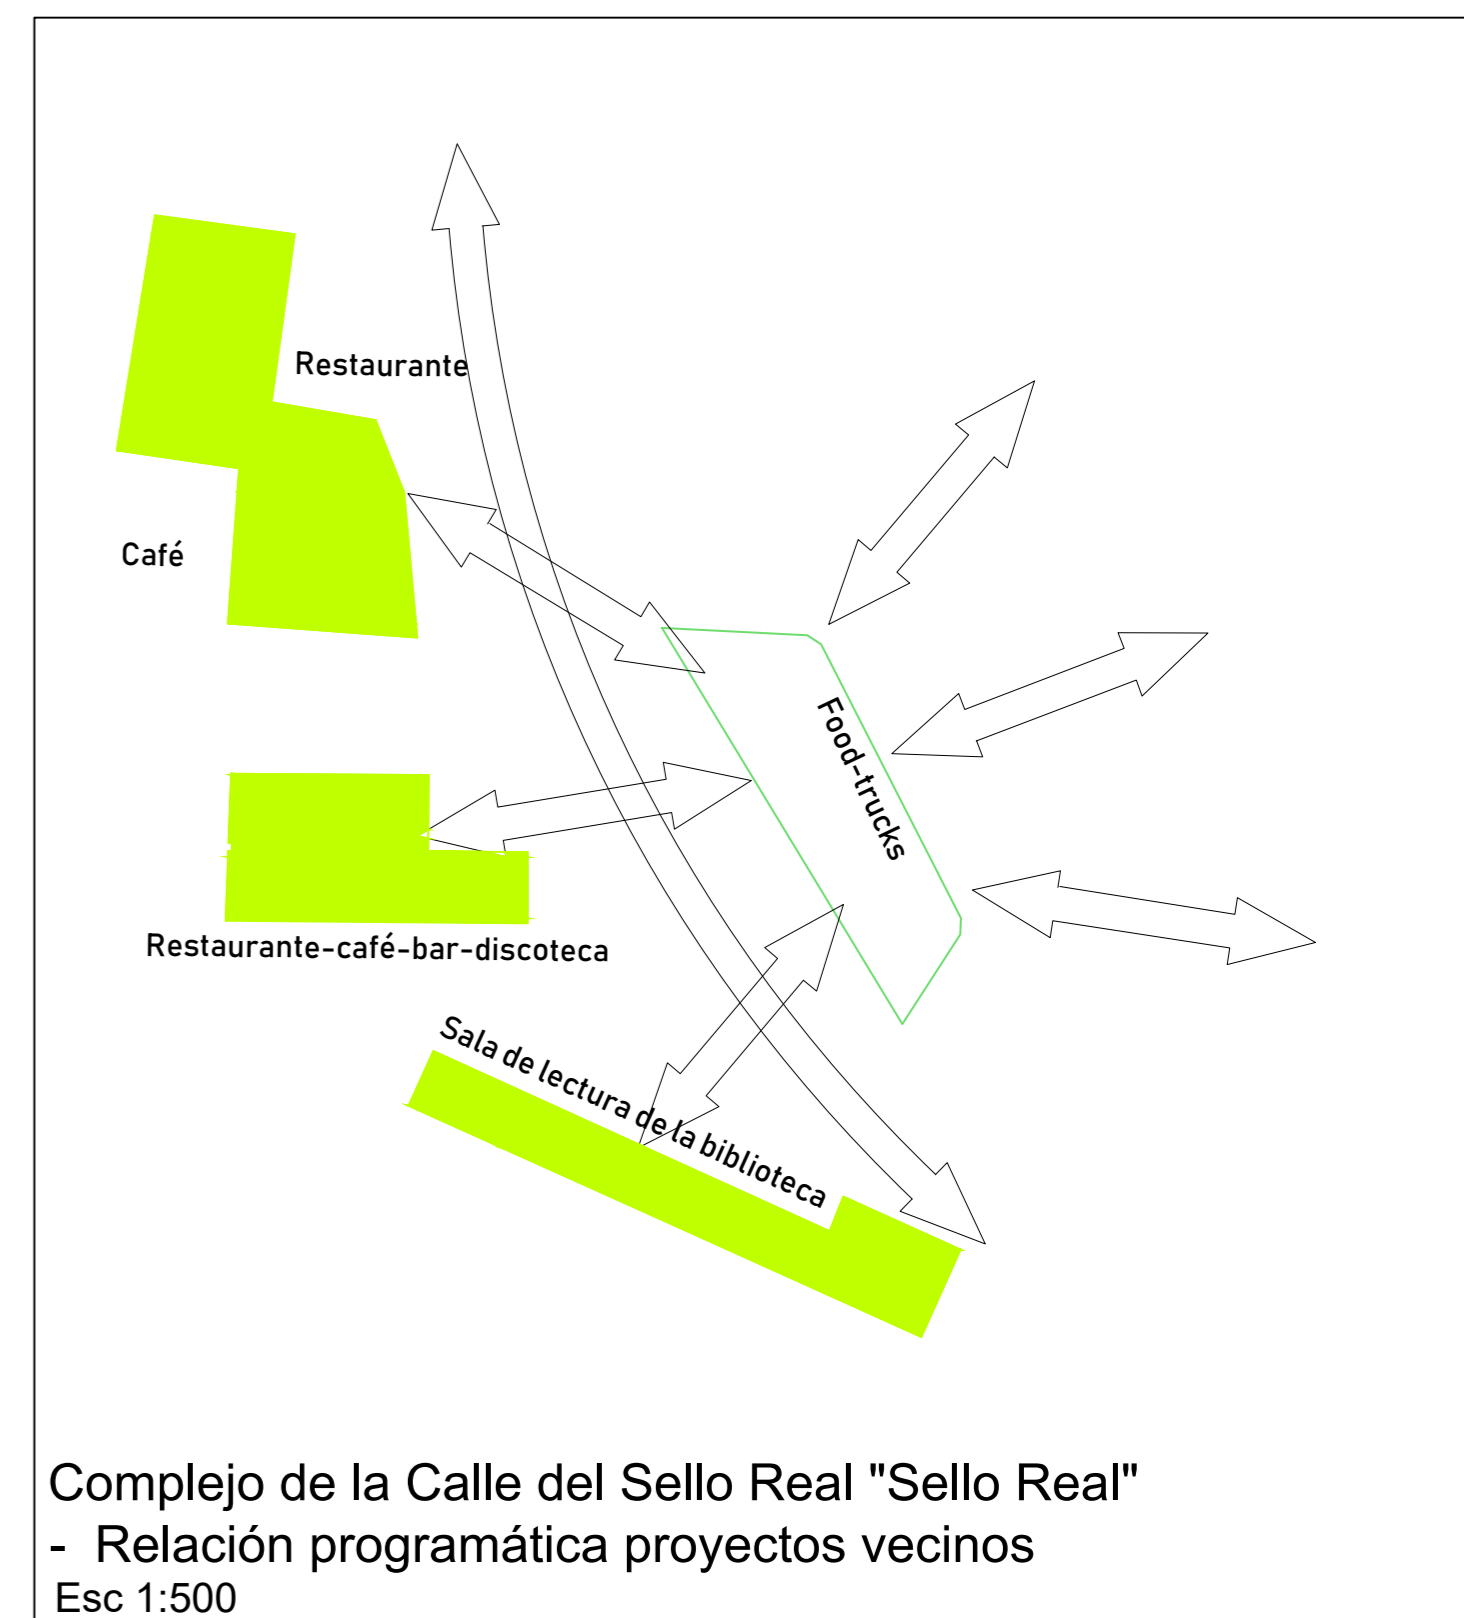 Restaurante
Café
Food-trucks
Restaurante-café-bar-discoteca
Sala de lectura de la biblioteca
Complejo de la Calle del Sello Real "Sello Real"
- Relación programática proyectos vecinos
Esc 1:500